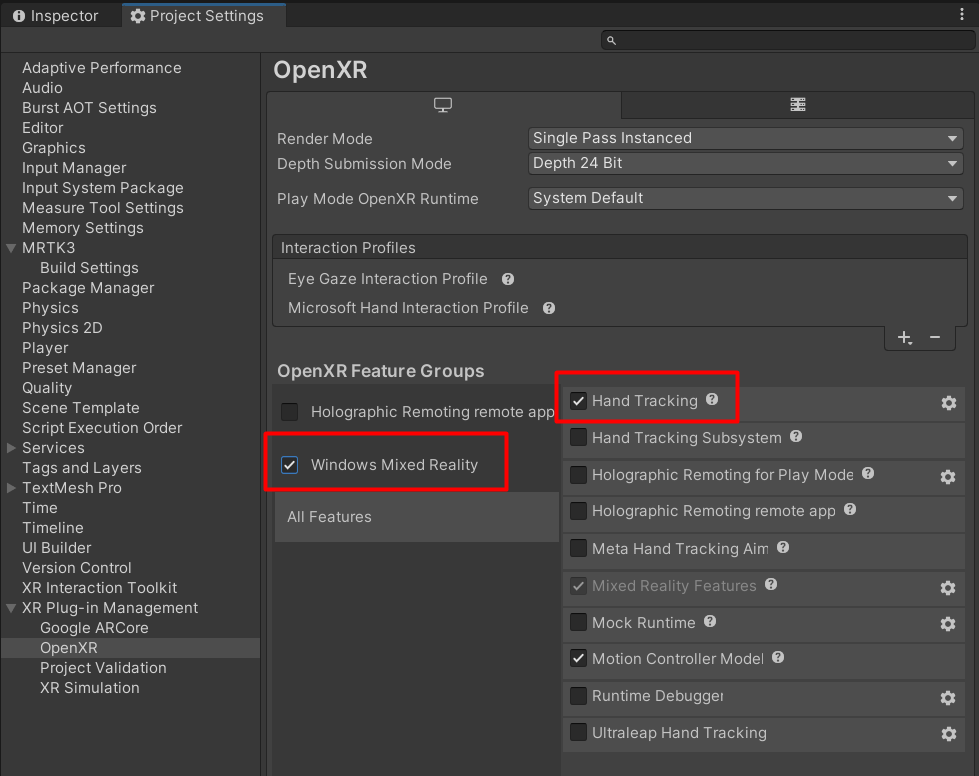 Inspector
Project Settings
Adaptive Performance
Audio
Burst AOT Settings
Editor
Graphics
Input Manager
Input System Package
Measure Tool Settings
Memory Settings
MRTK3
Build Settings
Package Manager
Physics
Physics 2D
Player
Preset Manager
Quality
Scene Template
Script Execution Order
Services
Tags and Layers
TextMesh Pro
Time
Timeline
UI Builder
Version Control
XR Interaction Toolkit
XR Plug-in Management
Google ARCore
OpenXR
Project Validation
XR Simulation
OpenXR
Render Mode
Single Pass Instanced
Depth Submission Mode
Depth 24 Bit
Play Mode OpenXR Runtime
System Default
Interaction Profiles
Eye Gaze Interaction Profile
Microsoft Hand Interaction Profile
OpenXR Feature Groups
Holographic Remoting remote app
Windows Mixed Reality
All Features
Hand Tracking
Hand Tracking Subsystem
Holographic Remoting for Play Mode
Holographic Remoting remote app
Meta Hand Tracking Aim
Mixed Reality Features
Mock Runtime
Motion Controller Model
Runtime Debugger
Ultraleap Hand Tracking